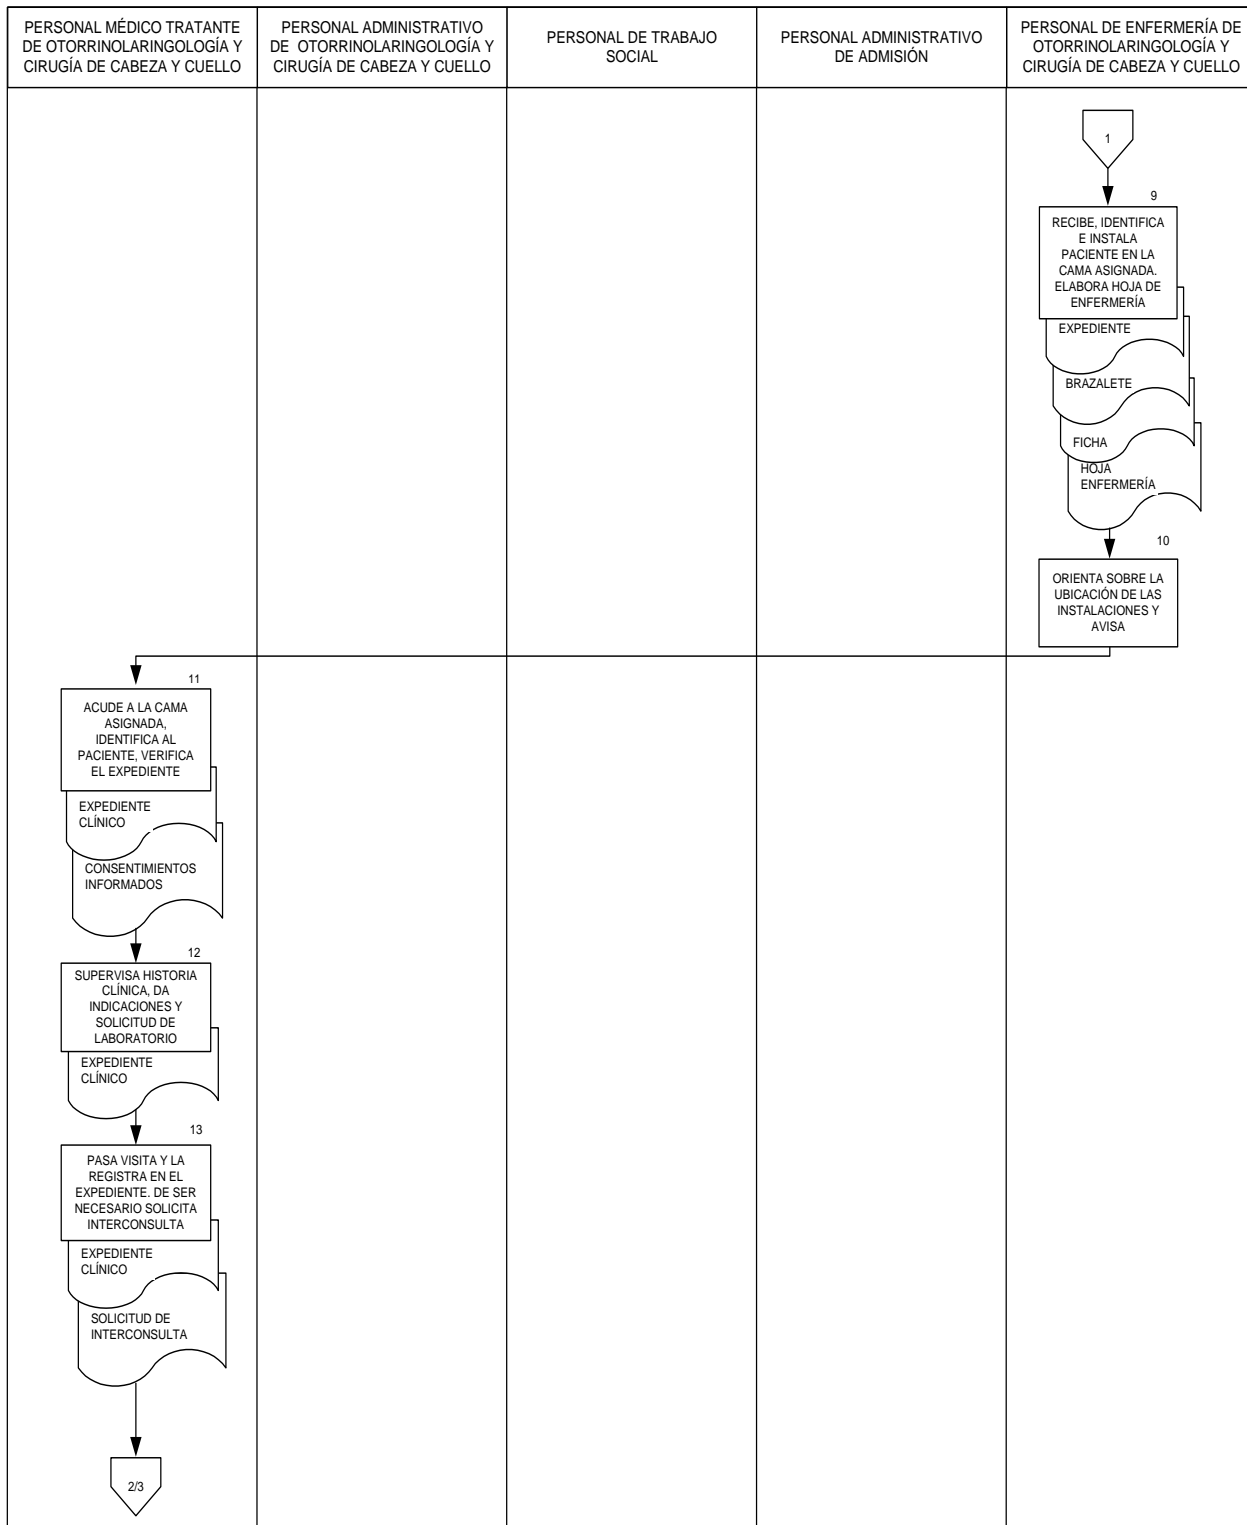 PERSONAL MÉDICO TRATANTE
DE OTORRINOLARINGOLOGÍA Y
CIRUGÍA DE CABEZA Y CUELLO
PERSONAL ADMINISTRATIVO
DE OTORRINOLARINGOLOGÍA Y
CIRUGÍA DE CABEZA Y CUELLO
PERSONAL DE TRABAJO
SOCIAL
PERSONAL ADMINISTRATIVO
DE ADMISIÓN
PERSONAL DE ENFERMERÍA DE
OTORRINOLARINGOLOGÍA Y
CIRUGÍA DE CABEZA Y CUELLO
1
9
RECIBE, IDENTIFICA
E INSTALA
PACIENTE EN LA
CAMA ASIGNADA.
ELABORA HOJA DE
ENFERMERÍA
EXPEDIENTE
BRAZALETE
FICHA
HOJA
ENFERMERÍA
10
ORIENTA SOBRE LA
UBICACIÓN DE LAS
INSTALACIONES Y
AVISA
11
ACUDE A LA CAMA
ASIGNADA,
IDENTIFICA AL
PACIENTE, VERIFICA
EL EXPEDIENTE
EXPEDIENTE
CLÍNICO
CONSENTIMIENTOS
INFORMADOS
12
SUPERVISA HISTORIA
CLÍNICA, DA
INDICACIONES Y
SOLICITUD DE
LABORATORIO
EXPEDIENTE
CLÍNICO
13
PASA VISITA Y LA
REGISTRA EN EL
EXPEDIENTE. DE SER
NECESARIO SOLICITA
INTERCONSULTA
EXPEDIENTE
CLÍNICO
SOLICITUD DE
INTERCONSULTA
2/3